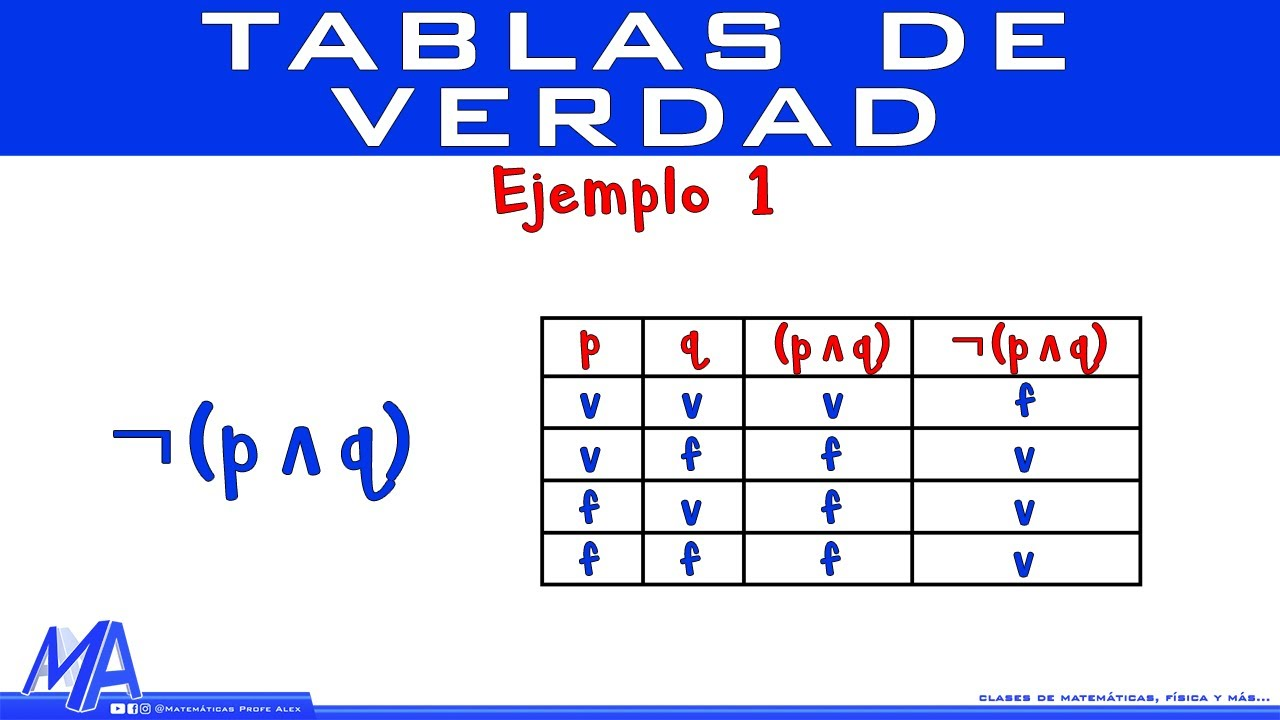 TABLAS DE
VERDAD
Ejemplo 1
¬(p∧q)
p q (p∧q) ¬(p∧q)
v v v f
v f f v
f v f v
f f f v
MA
@Matemáticas Profe Alex
CLASES DE MATEMÁTICAS, FÍSICA Y MÁS...